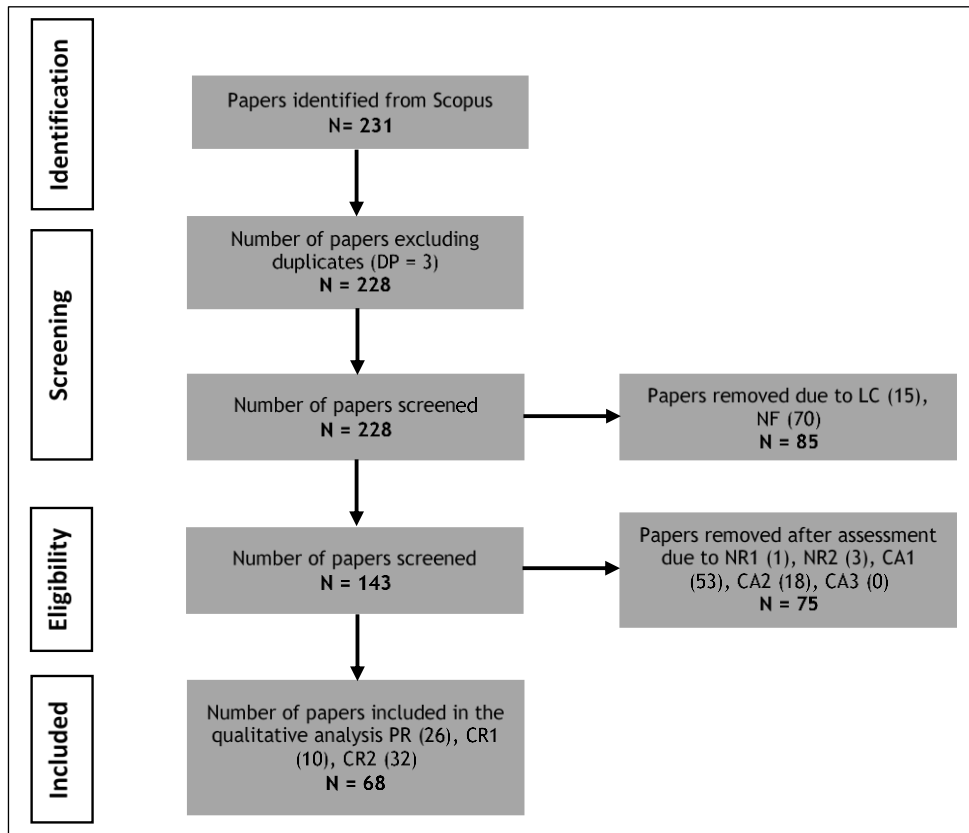 Identification
Papers identified from Scopus
N= 231
Screening
Number of papers excluding
duplicates (DP = 3)
N = 228
Number of papers screened
N = 228
Papers removed due to LC (15),
NF (70)
N = 85
Eligibility
Number of papers screened
N = 143
Papers removed after assessment
due to NR1 (1), NR2 (3), CA1
(53), CA2 (18), CA3 (0)
N = 75
Included
Number of papers included in the
qualitative analysis PR (26), CR1
(10), CR2 (32)
N = 68